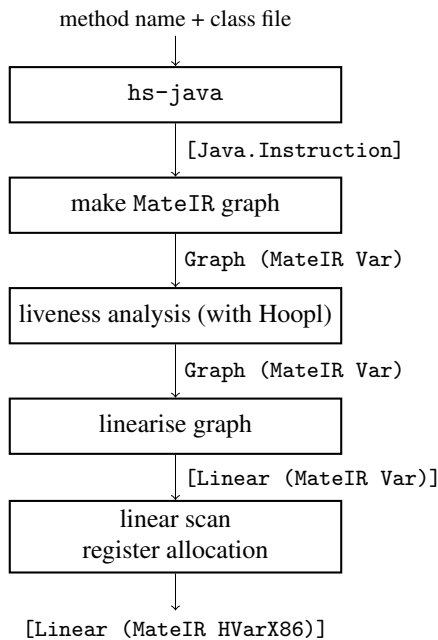 method name + class file
hs-java
[Java.Instruction]
make MateIR graph
Graph (MateIR Var)
liveness analysis (with Hoopl)
Graph (MateIR Var)
linearise graph
[Linear (MateIR Var)]
linear scan
register allocation
[Linear (MateIR HVarX86)]